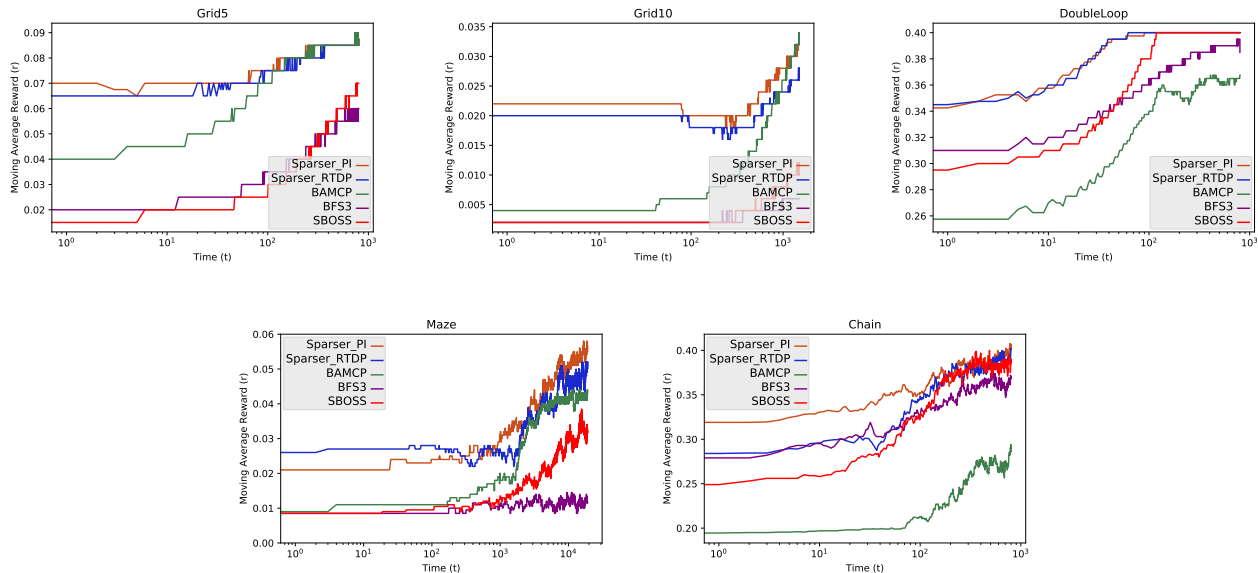 Grid5
Moving Average Reward (r)
0.09
0.08
0.07
0.06
0.05
0.04
0.03
0.02
Sparser_PI
Sparser_RTDP
BAMCP
BFS3
SBOSS
10^0
10^1
10^2
10^3
Time (t)
Grid10
Moving Average Reward (r)
0.035
0.030
0.025
0.020
0.015
0.010
0.005
Sparser_PI
Sparser_RTDP
BAMCP
BFS3
SBOSS
10^0
10^1
10^2
10^3
Time (t)
DoubleLoop
Moving Average Reward (r)
0.40
0.38
0.36
0.34
0.32
0.30
0.28
0.26
Sparser_PI
Sparser_RTDP
BAMCP
BFS3
SBOSS
10^0
10^1
10^2
10^3
Time (t)
Maze
Moving Average Reward (r)
0.06
0.05
0.04
0.03
0.02
0.01
0.00
Sparser_PI
Sparser_RTDP
BAMCP
BFS3
SBOSS
10^0
10^1
10^2
10^3
10^4
Time (t)
Chain
Moving Average Reward (r)
0.40
0.35
0.30
0.25
0.20
Sparser_PI
Sparser_RTDP
BAMCP
BFS3
SBOSS
10^0
10^1
10^2
10^3
Time (t)